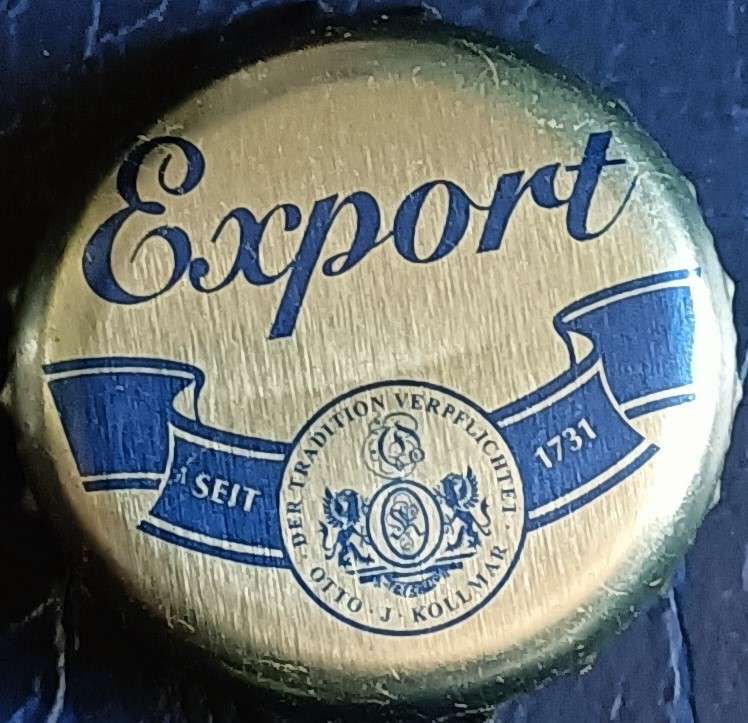 Export
SEIT 1731
· DER TRADITION VERPFLICHTET ·
OTTO · J · KOLLMAR